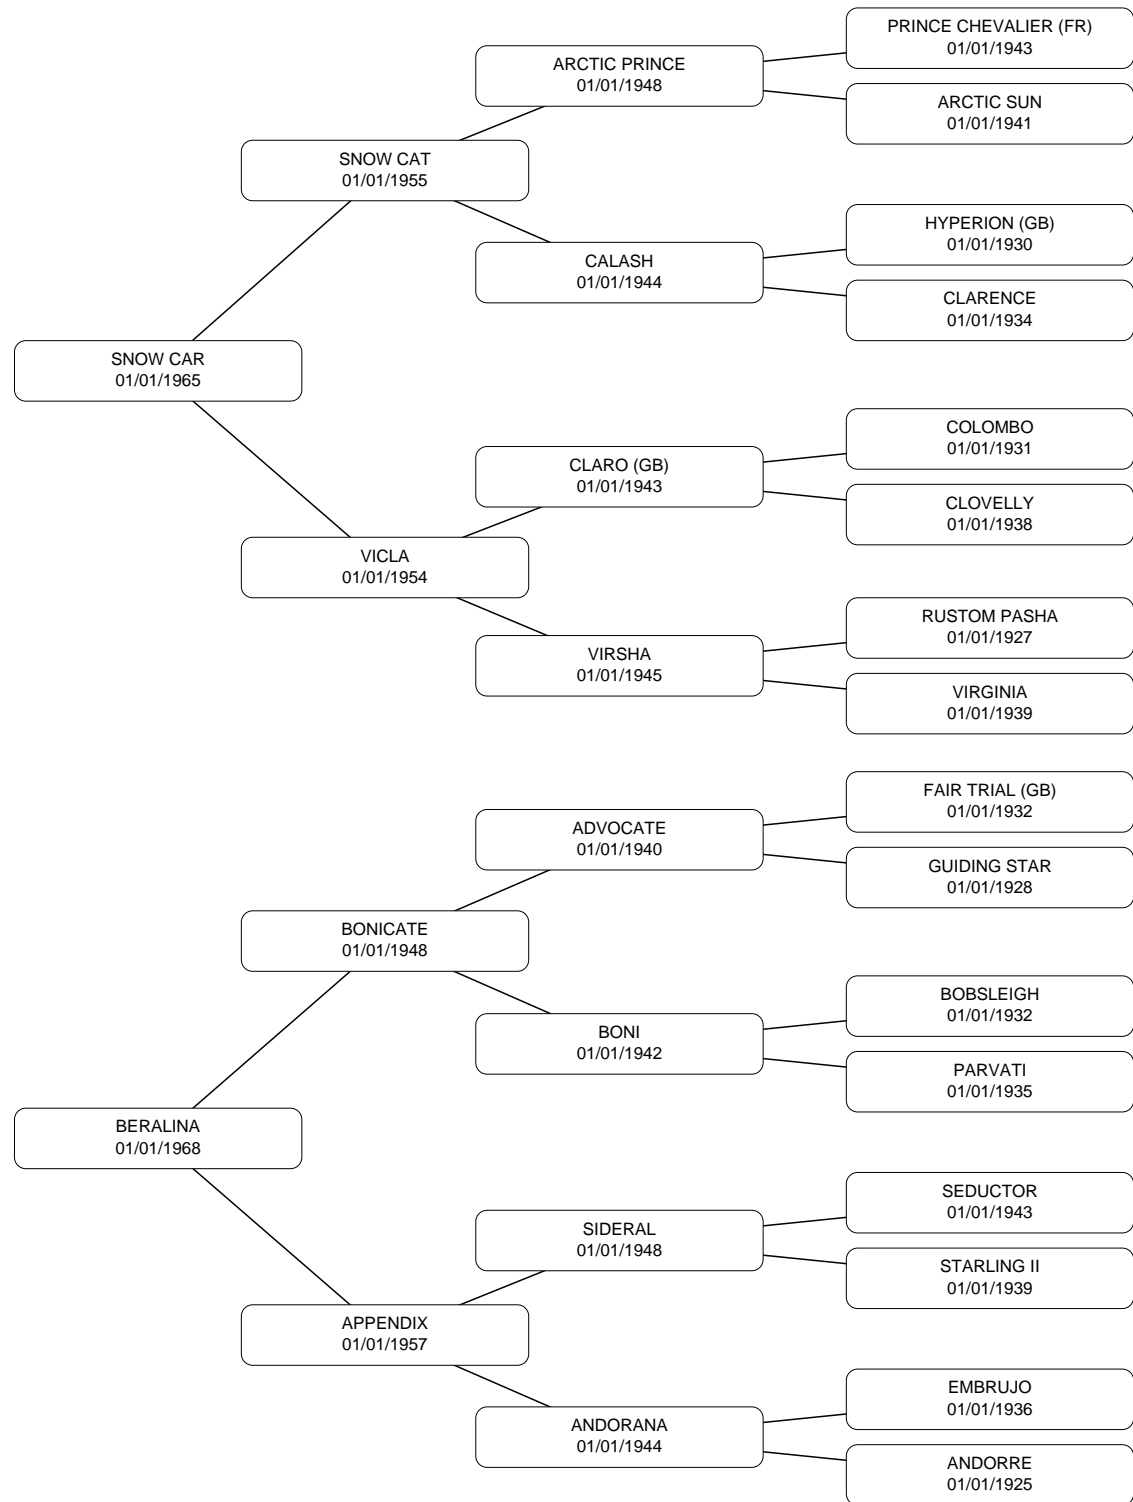 PRINCE CHEVALIER (FR)
01/01/1943
ARCTIC PRINCE
01/01/1948
ARCTIC SUN
01/01/1941
SNOW CAT
01/01/1955
HYPERION (GB)
01/01/1930
CALASH
01/01/1944
CLARENCE
01/01/1934
SNOW CAR
01/01/1965
COLOMBO
01/01/1931
CLARO (GB)
01/01/1943
CLOVELLY
01/01/1938
VICLA
01/01/1954
RUSTOM PASHA
01/01/1927
VIRSHA
01/01/1945
VIRGINIA
01/01/1939
FAIR TRIAL (GB)
01/01/1932
ADVOCATE
01/01/1940
GUIDING STAR
01/01/1928
BONICATE
01/01/1948
BOBSLEIGH
01/01/1932
BONI
01/01/1942
PARVATI
01/01/1935
BERALINA
01/01/1968
SEDUCTOR
01/01/1943
SIDERAL
01/01/1948
STARLING II
01/01/1939
APPENDIX
01/01/1957
EMBRUJO
01/01/1936
ANDORANA
01/01/1944
ANDORRE
01/01/1925